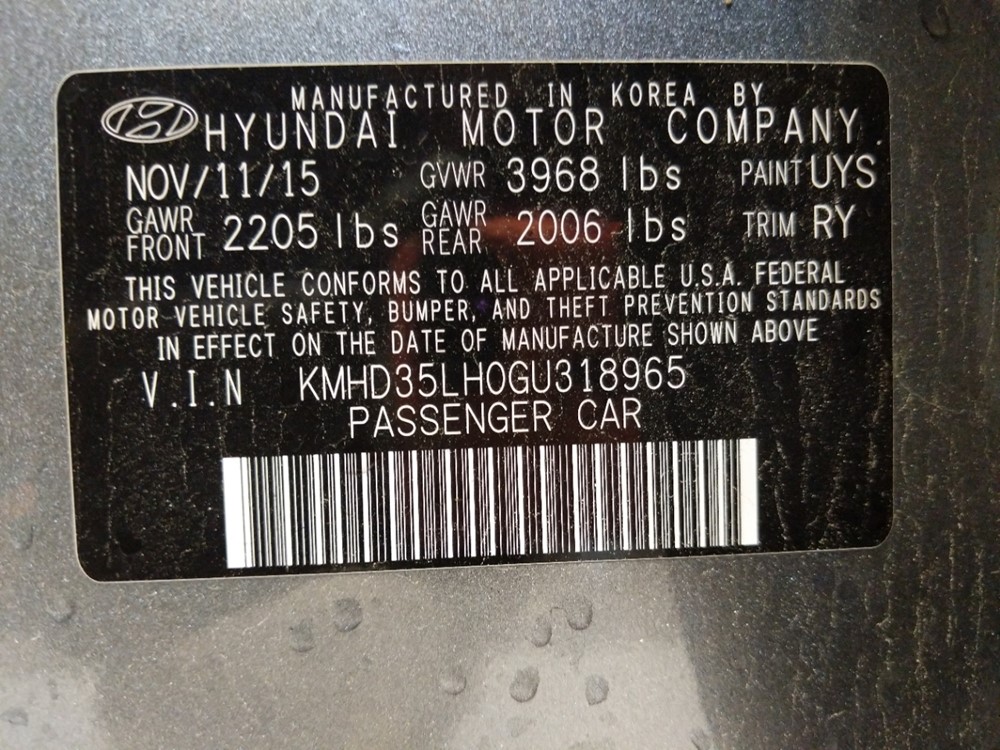 MANUFACTURED IN KOREA BY
HYUNDAI MOTOR COMPANY.
NOV/11/15 GVWR 3968 lbs PAINT UYS
GAWR FRONT 2205 lbs GAWR REAR 2006 lbs TRIM RY
THIS VEHICLE CONFORMS TO ALL APPLICABLE U.S.A. FEDERAL
MOTOR VEHICLE SAFETY, BUMPER, AND THEFT PREVENTION STANDARDS
IN EFFECT ON THE DATE OF MANUFACTURE SHOWN ABOVE
V.I.N KMHD35LH0GU318965
PASSENGER CAR